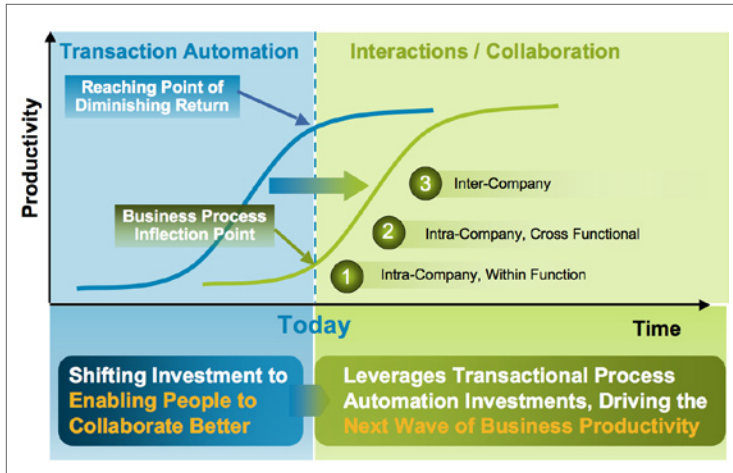 Transaction Automation
Interactions / Collaboration
Reaching Point of
Diminishing Return
Productivity
3
Inter-Company
Business Process
Inflection Point
2
Intra-Company, Cross Functional
1
Intra-Company, Within Function
Today
Time
Shifting Investment to
Enabling People to
Collaborate Better
Leverages Transactional Process
Automation Investments, Driving the
Next Wave of Business Productivity